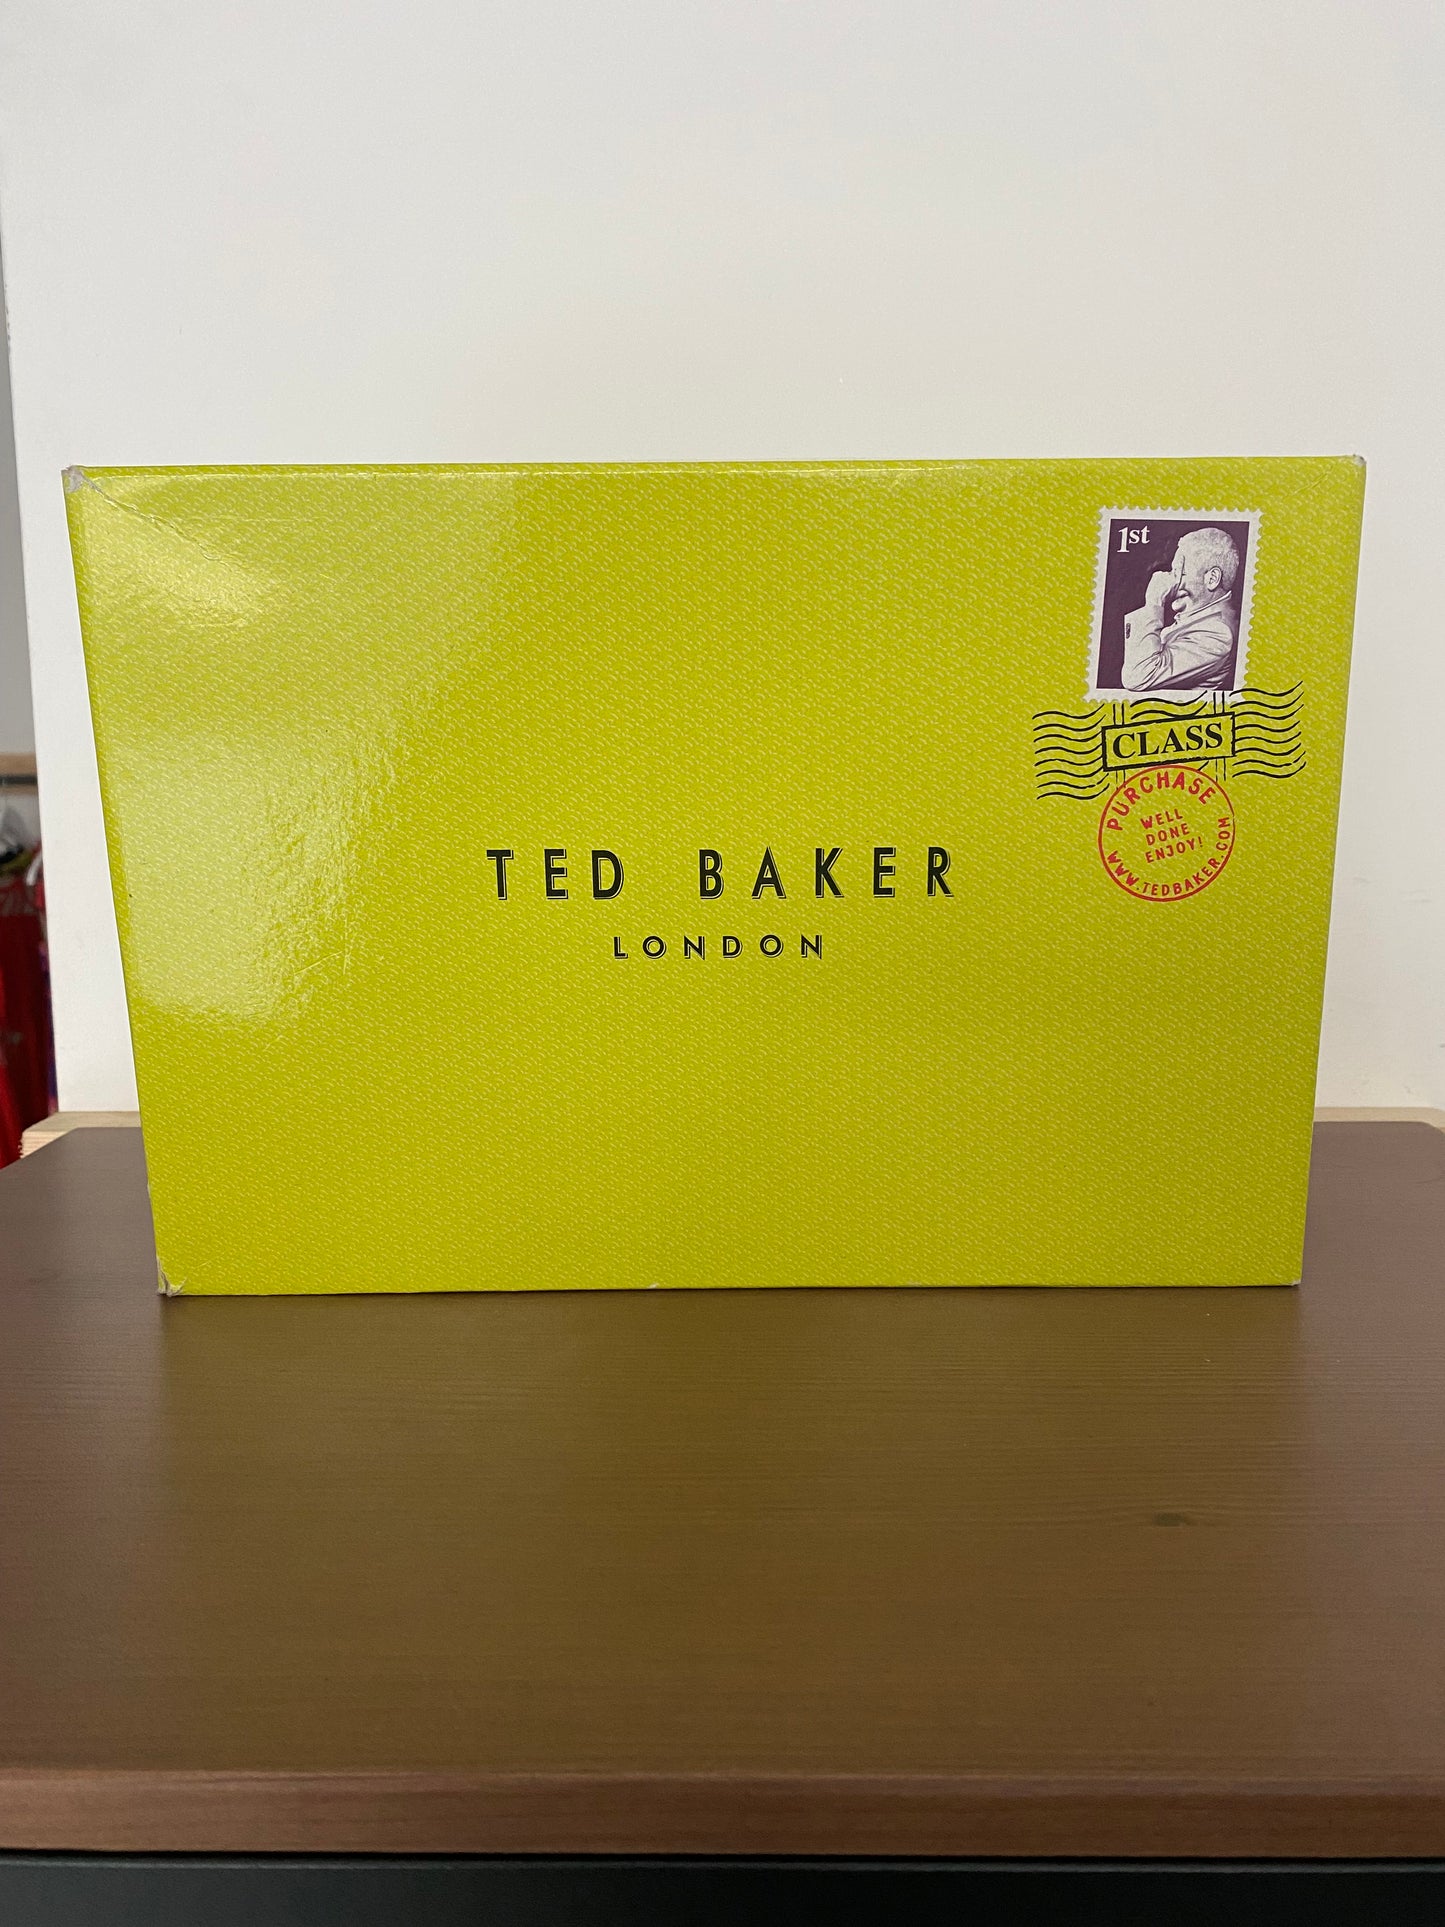 1st
CLASS
PURCHASE
WELL
DONE
ENJOY!
WWW.TEDBAKER.COM
TED BAKER
LONDON